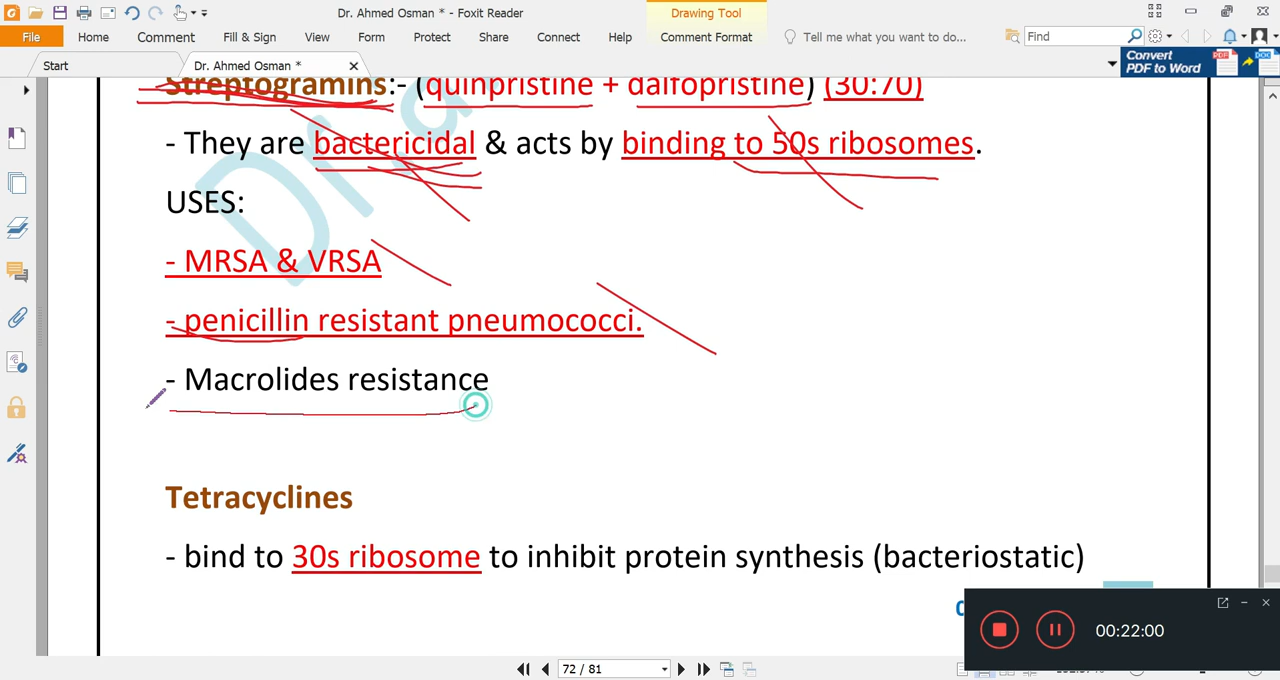 Dr. Ahmed Osman * - Foxit Reader
Drawing Tool
File Home Comment Fill & Sign View Form Protect Share Connect Help Comment Format Tell me what you want to do... Find
Start
Dr. Ahmed Osman *
Convert PDF to Word
Streptogramins:- (quinpristine + dalfopristine) (30:70)
- They are bactericidal & acts by binding to 50s ribosomes.
USES:
- MRSA & VRSA
- penicillin resistant pneumococci.
- Macrolides resistance
Tetracyclines
- bind to 30s ribosome to inhibit protein synthesis (bacteriostatic)
00:22:00
72 / 81
Dr. a